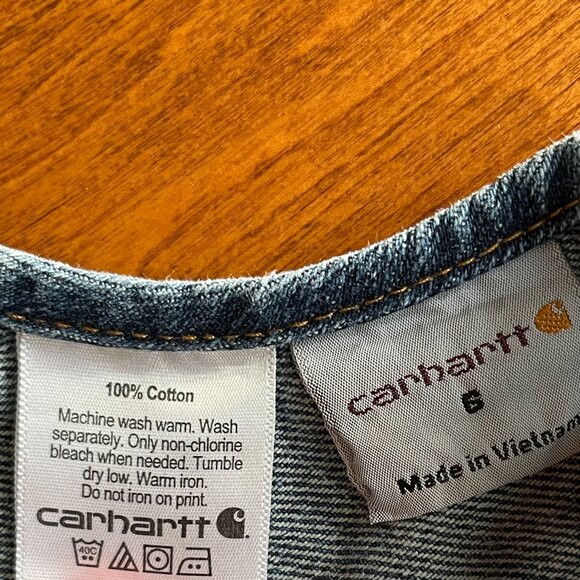 100% Cotton
Machine wash warm. Wash
separately. Only non-chlorine
bleach when needed. Tumble
dry low. Warm iron.
Do not iron on print.
carhartt
40C
carhartt
6
Made in Vietnam